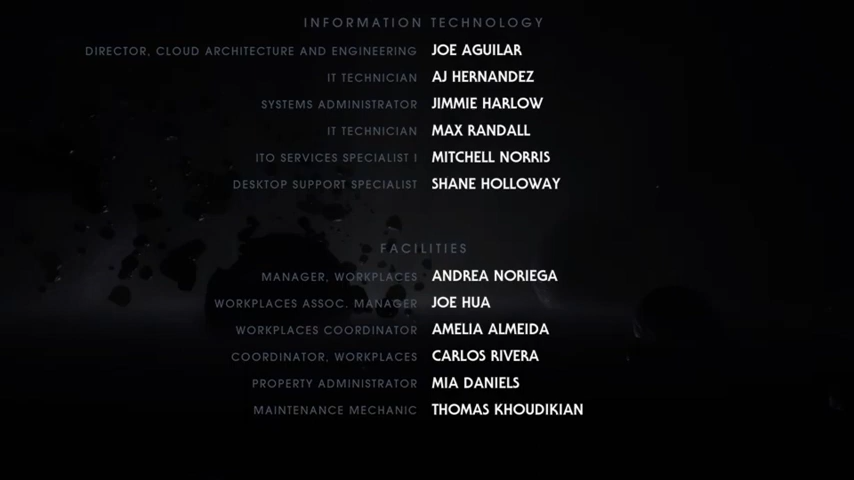 INFORMATION TECHNOLOGY
DIRECTOR, CLOUD ARCHITECTURE AND ENGINEERING JOE AGUILAR
IT TECHNICIAN AJ HERNANDEZ
SYSTEMS ADMINISTRATOR JIMMIE HARLOW
IT TECHNICIAN MAX RANDALL
ITO SERVICES SPECIALIST I MITCHELL NORRIS
DESKTOP SUPPORT SPECIALIST SHANE HOLLOWAY
FACILITIES
MANAGER, WORKPLACES ANDREA NORIEGA
WORKPLACES ASSOC. MANAGER JOE HUA
WORKPLACES COORDINATOR AMELIA ALMEIDA
COORDINATOR, WORKPLACES CARLOS RIVERA
PROPERTY ADMINISTRATOR MIA DANIELS
MAINTENANCE MECHANIC THOMAS KHOUDIKIAN